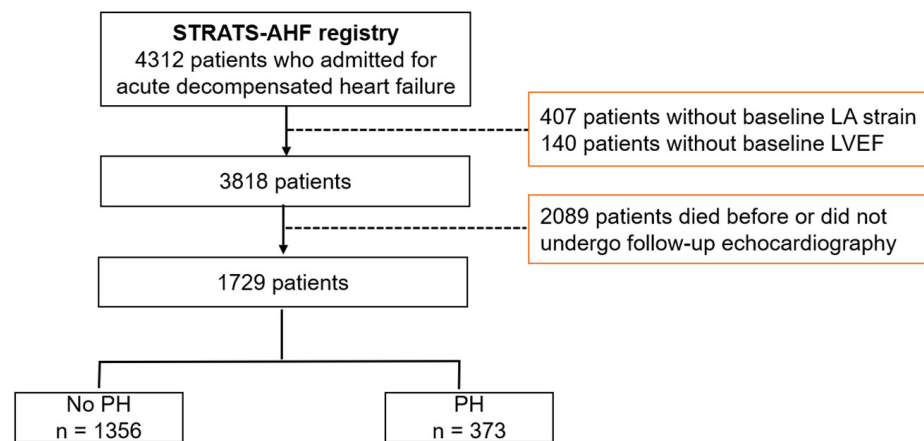 STRATS-AHF registry
4312 patients who admitted for
acute decompensated heart failure
407 patients without baseline LA strain
140 patients without baseline LVEF
3818 patients
2089 patients died before or did not
undergo follow-up echocardiography
1729 patients
No PH
n = 1356
PH
n = 373